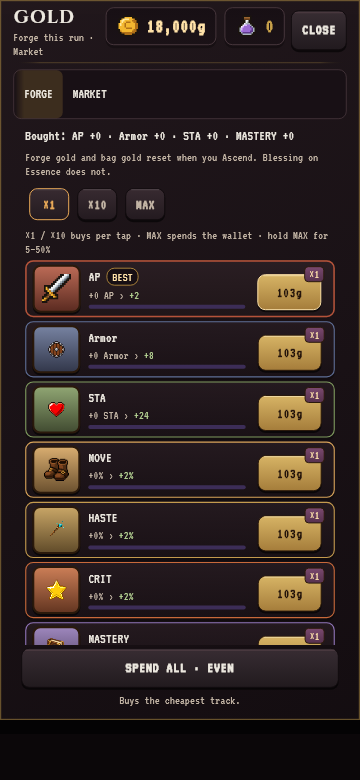 GOLD
Forge this run ·
Market
18,000g
0
CLOSE
FORGE
MARKET
Bought: AP +0 · Armor +0 · STA +0 · MASTERY +0
Forge gold and bag gold reset when you Ascend. Blessing on
Essence does not.
X1
X10
MAX
X1 / X10 buys per tap · MAX spends the wallet · hold MAX for
5–50%
AP BEST
+0 AP › +2
X1
103g
Armor
+0 Armor › +8
X1
103g
STA
+0 STA › +24
X1
103g
MOVE
+0% › +2%
X1
103g
HASTE
+0% › +2%
X1
103g
CRIT
+0% › +2%
X1
103g
MASTERY
X1
SPEND ALL · EVEN
Buys the cheapest track.